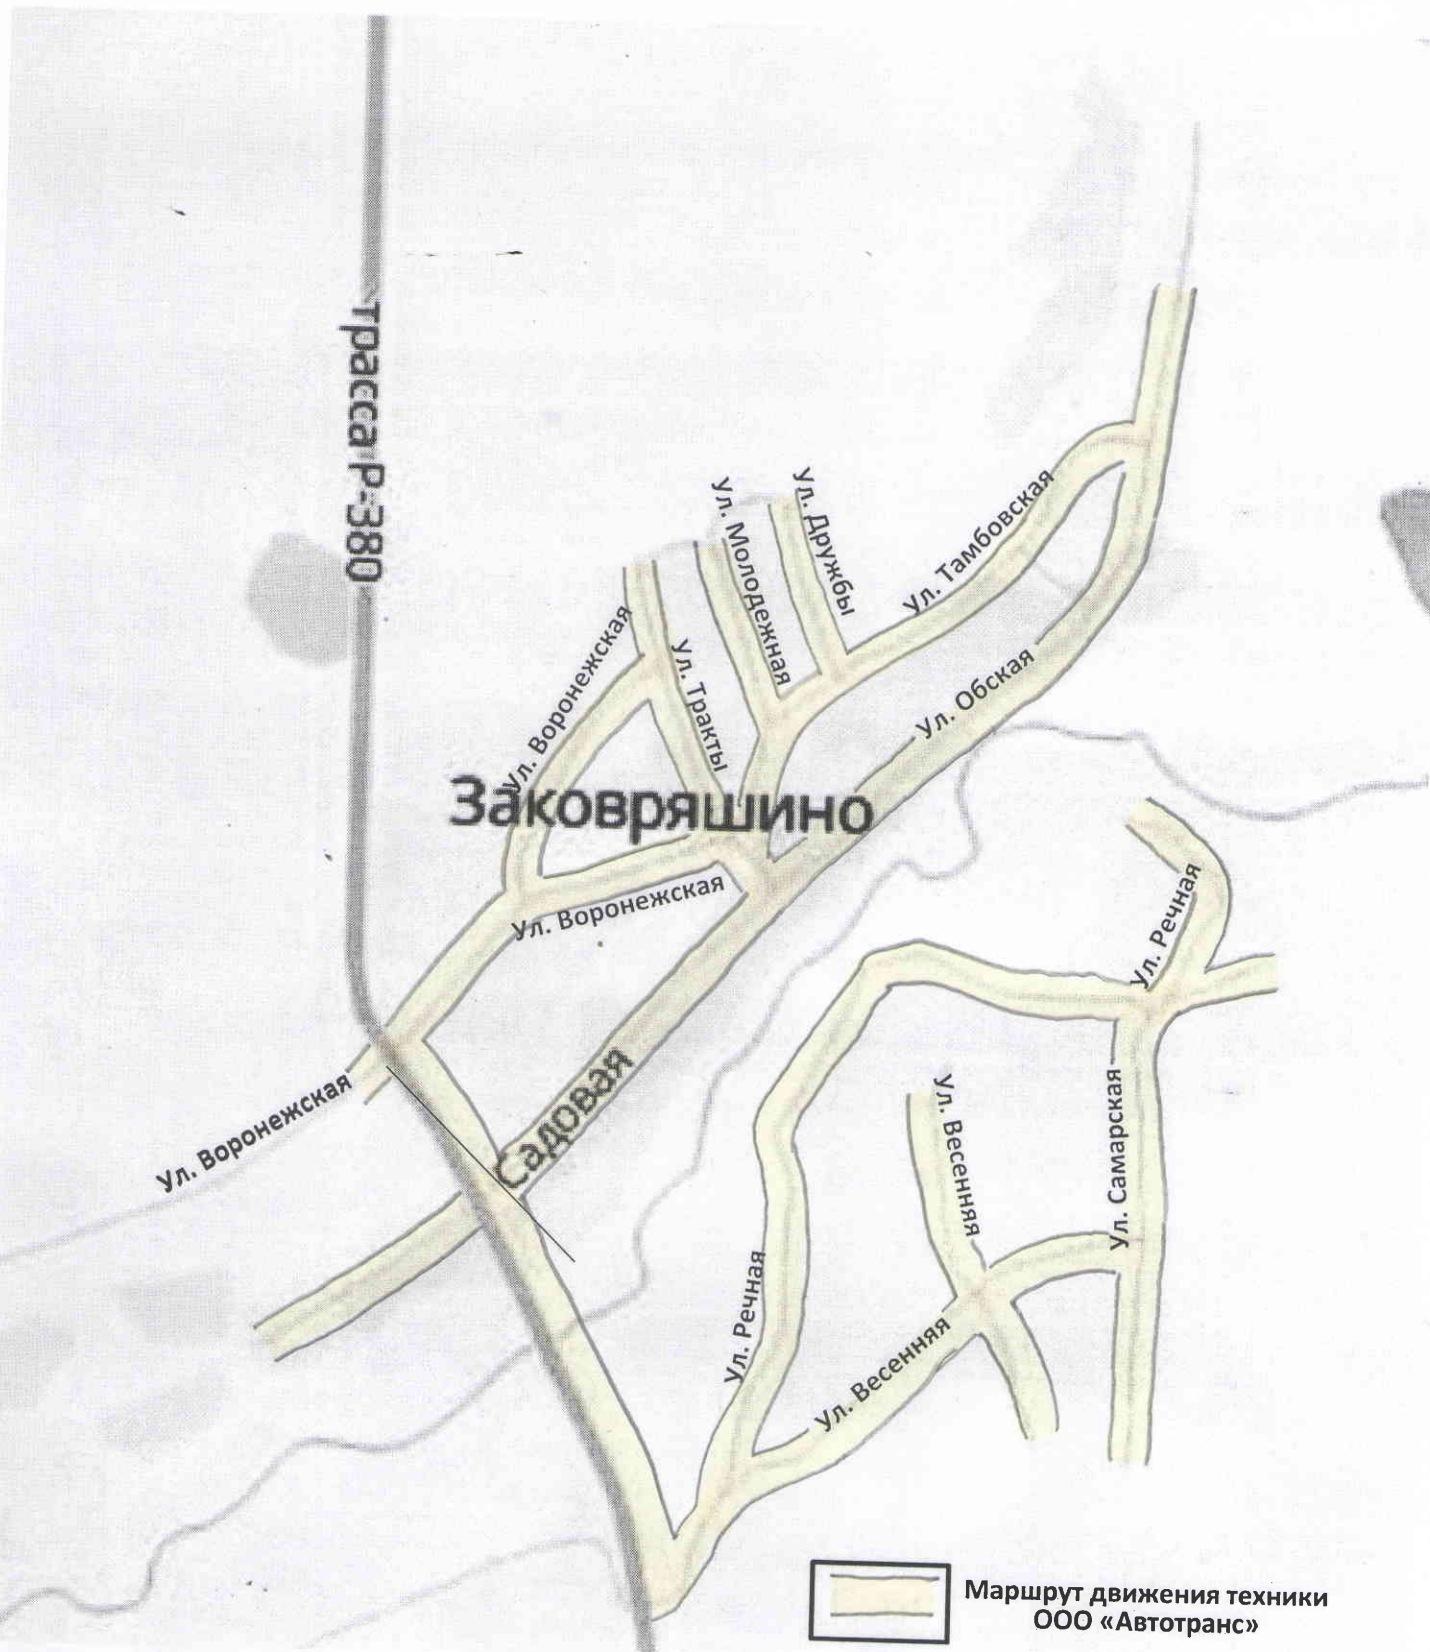 трасса Р-380
Ул. Молодежная
Ул. Дружбы
Ул. Тамбовская
Ул. Воронежская
Ул. Тракты
Ул. Обская
Заковряшино
Ул. Воронежская
Ул. Речная
Ул. Воронежская
Садовая
Ул. Весенняя
Ул. Самарская
Ул. Речная
Ул. Весенняя
Маршрут движения техники
ООО «Автотранс»